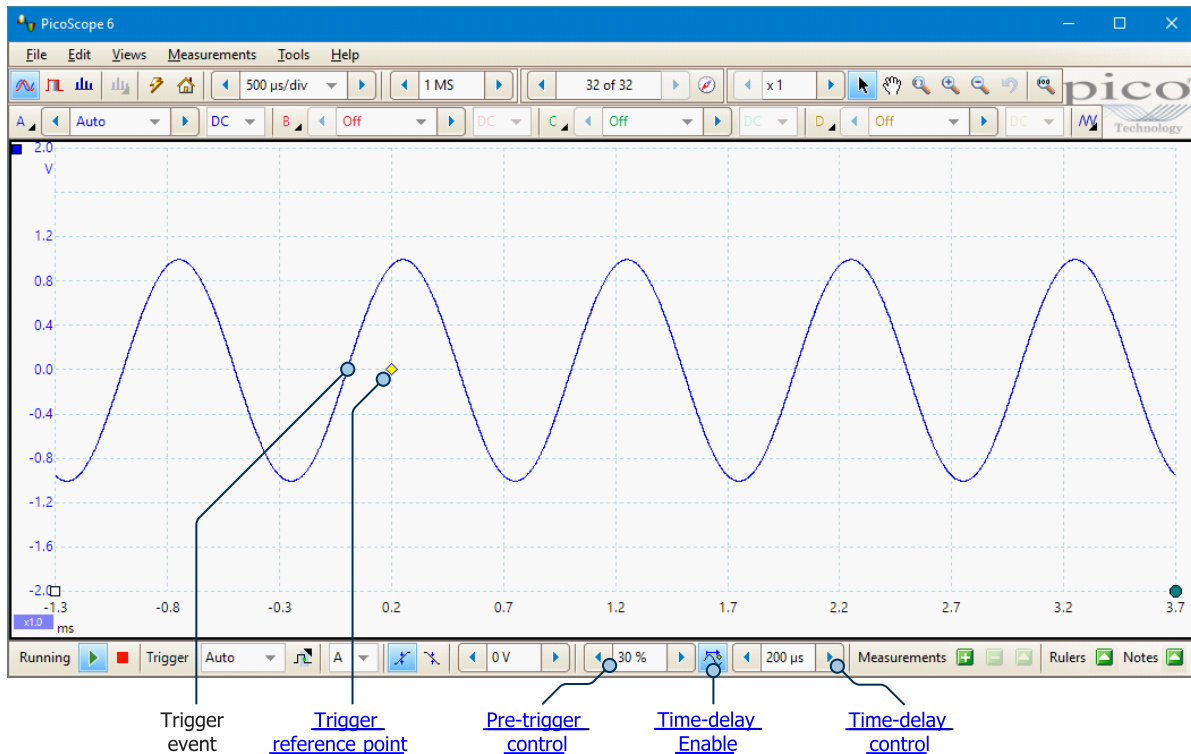 PicoScope 6
File Edit Views Measurements Tools Help
500 µs/div 1 MS 32 of 32 x 1
pico
Technology
A Auto DC B Off DC C Off DC D Off DC
2.0
V
1.2
0.8
0.4
0.0
-0.4
-0.8
-1.2
-1.6
-2.0
-1.3 -0.8 -0.3 0.2 0.7 1.2 1.7 2.2 2.7 3.2 3.7
x1.0 ms
Running Trigger Auto A 0 V 30 % 200 µs Measurements Rulers Notes
Trigger event
Trigger reference point
Pre-trigger control
Time-delay Enable
Time-delay control